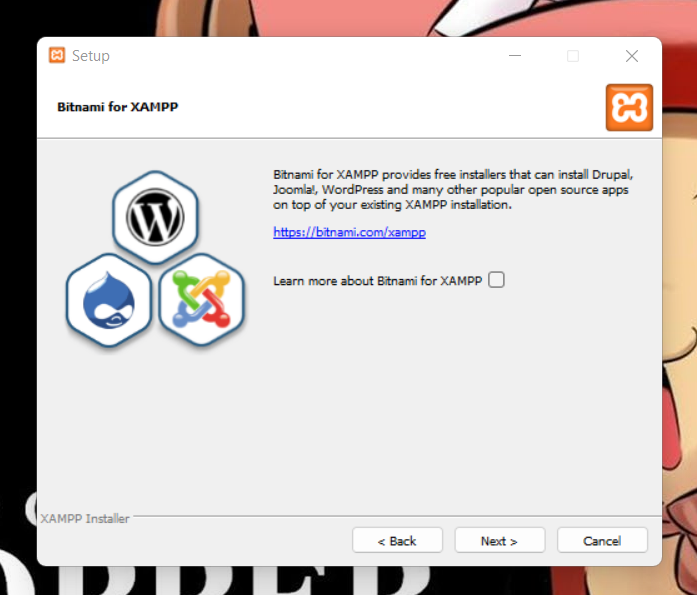 Setup
Bitnami for XAMPP
Bitnami for XAMPP provides free installers that can install Drupal,
Joomla!, WordPress and many other popular open source apps
on top of your existing XAMPP installation.
https://bitnami.com/xampp
Learn more about Bitnami for XAMPP
XAMPP Installer
< Back
Next >
Cancel